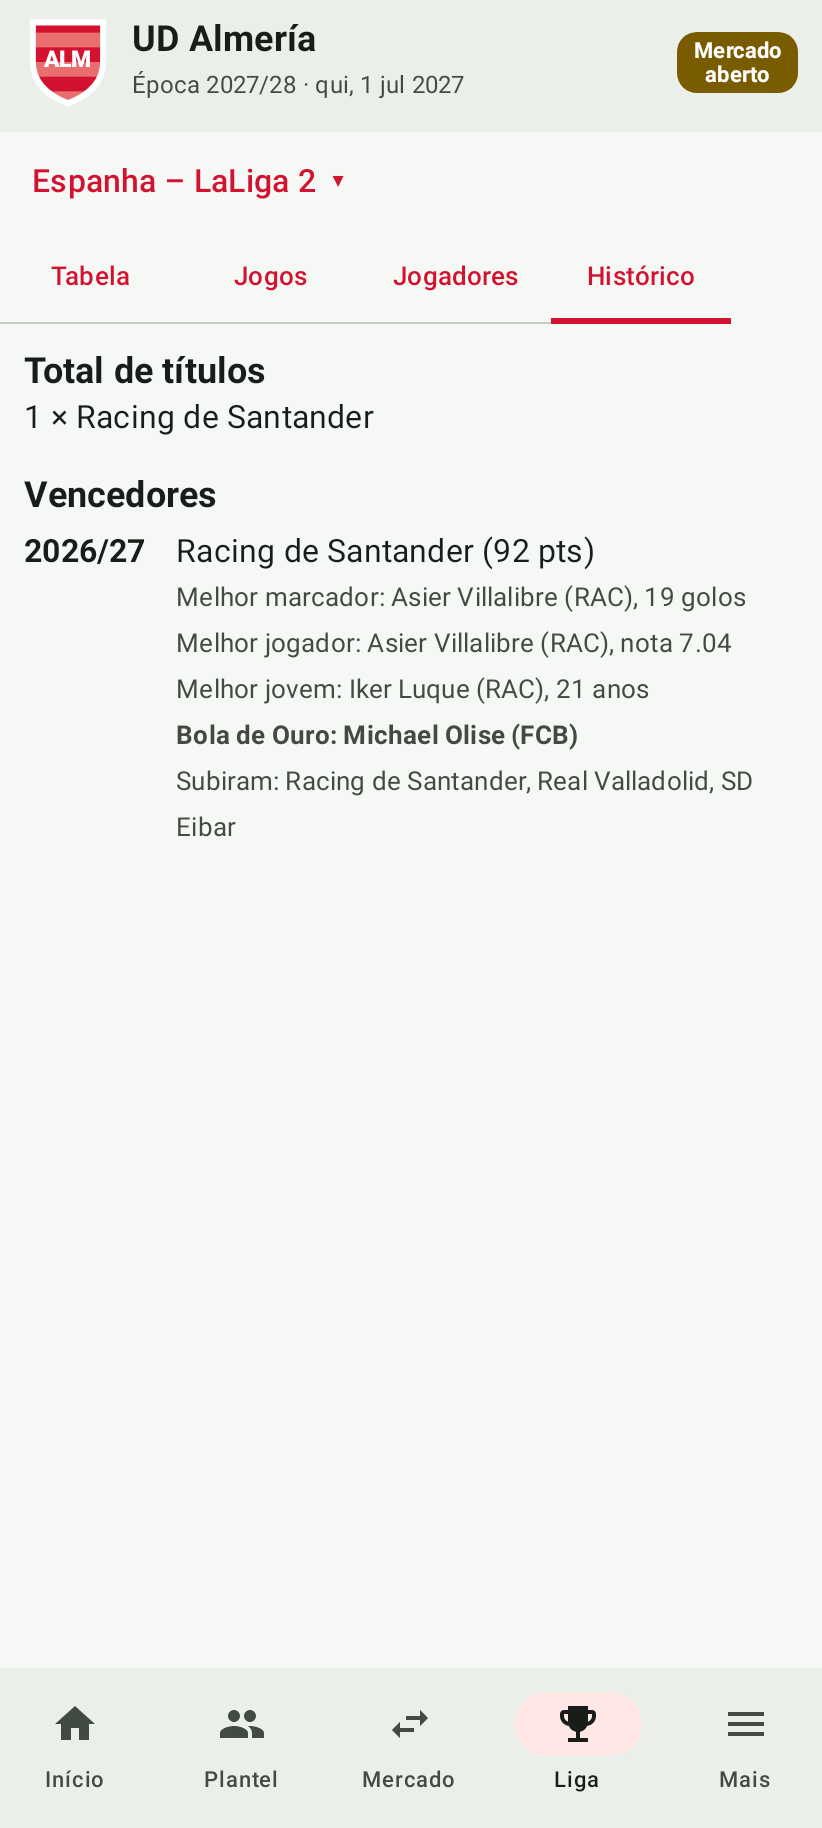 ALM
UD Almería
Época 2027/28 · qui, 1 jul 2027
Mercado
aberto
Espanha – LaLiga 2 ▼
Tabela
Jogos
Jogadores
Histórico
Total de títulos
1 × Racing de Santander
Vencedores
2026/27 Racing de Santander (92 pts)
Melhor marcador: Asier Villalibre (RAC), 19 golos
Melhor jogador: Asier Villalibre (RAC), nota 7.04
Melhor jovem: Iker Luque (RAC), 21 anos
Bola de Ouro: Michael Olise (FCB)
Subiram: Racing de Santander, Real Valladolid, SD
Eibar
Início
Plantel
Mercado
Liga
Mais